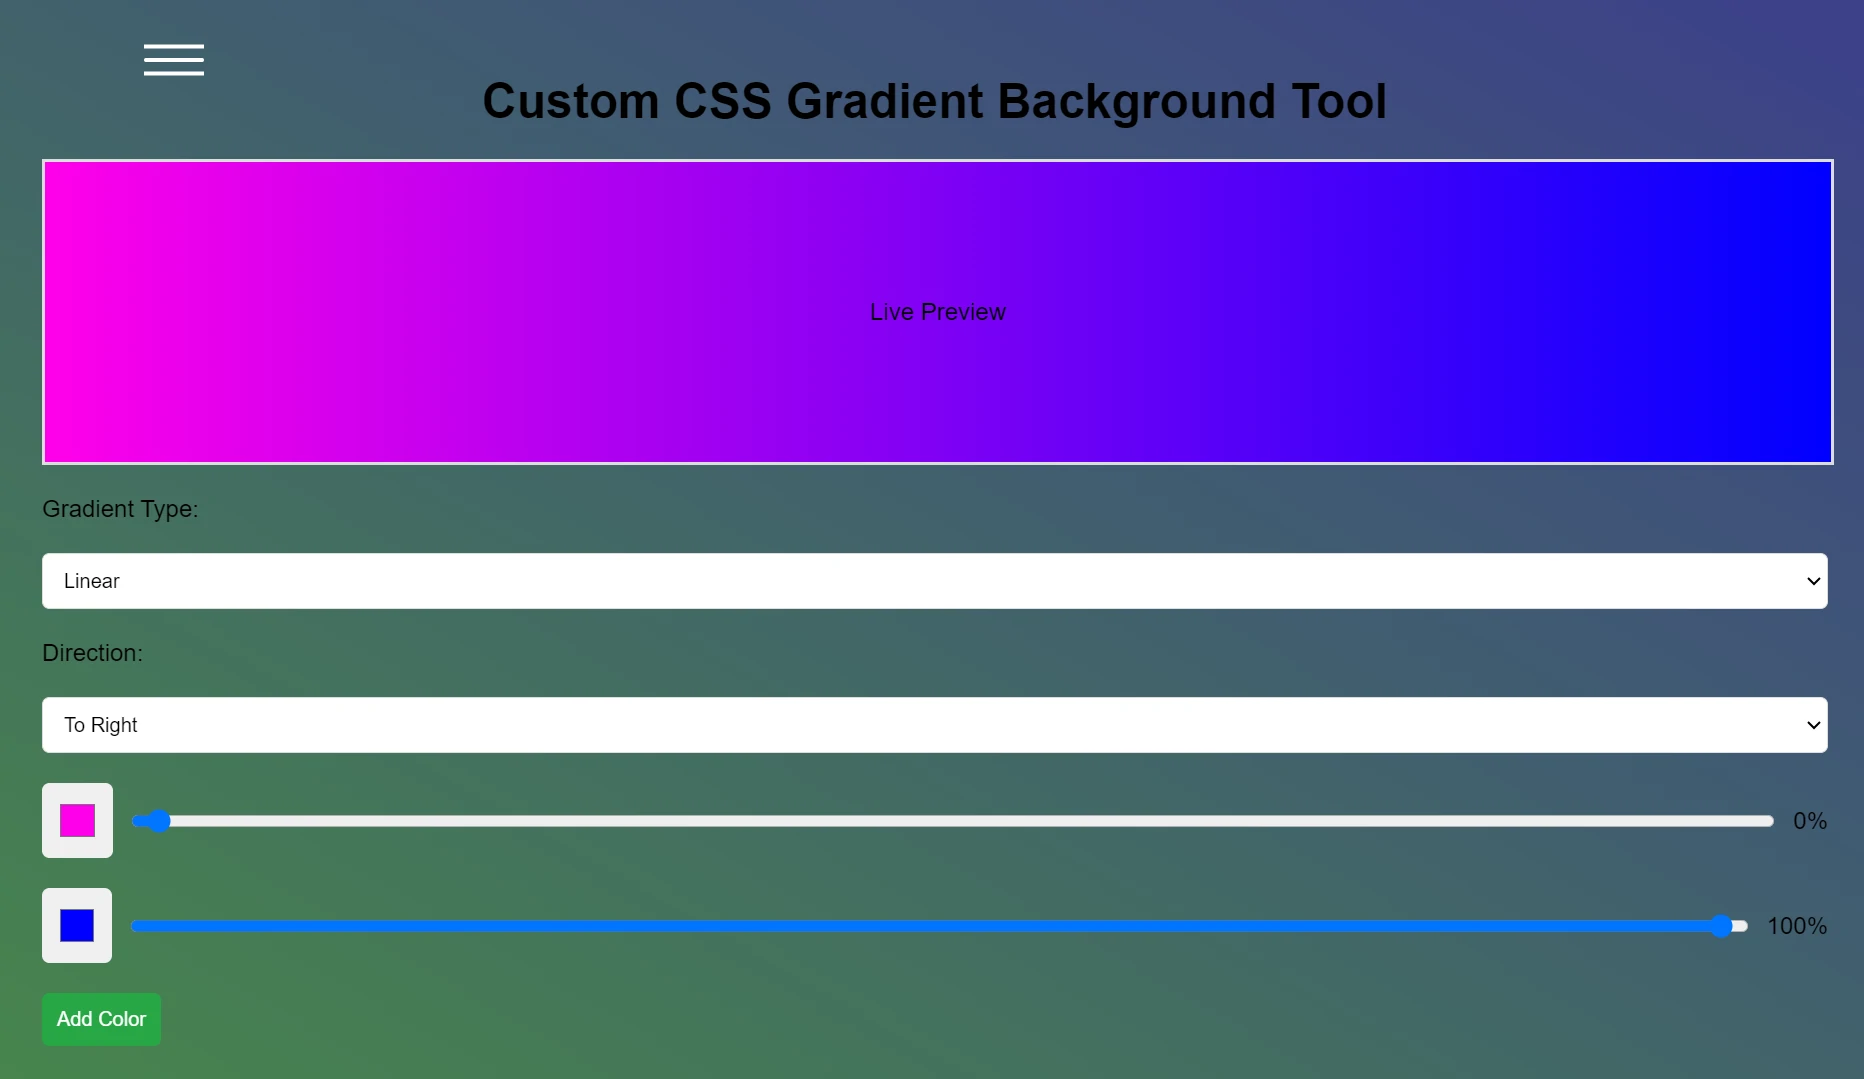 Custom CSS Gradient Background Tool
Live Preview
Gradient Type:
Linear
Direction:
To Right
0%
100%
Add Color